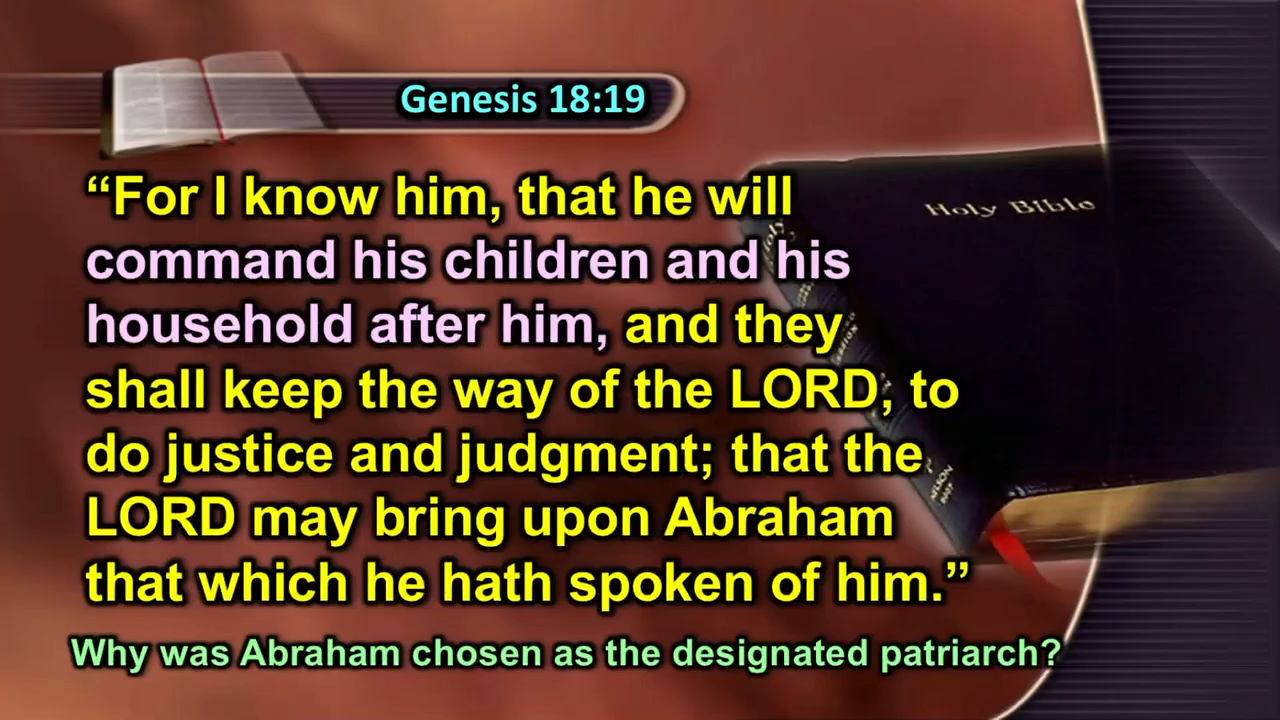 Genesis 18:19
“For I know him, that he will
command his children and his
household after him, and they
shall keep the way of the LORD, to
do justice and judgment; that the
LORD may bring upon Abraham
that which he hath spoken of him.”
Why was Abraham chosen as the designated patriarch?
Holy Bible